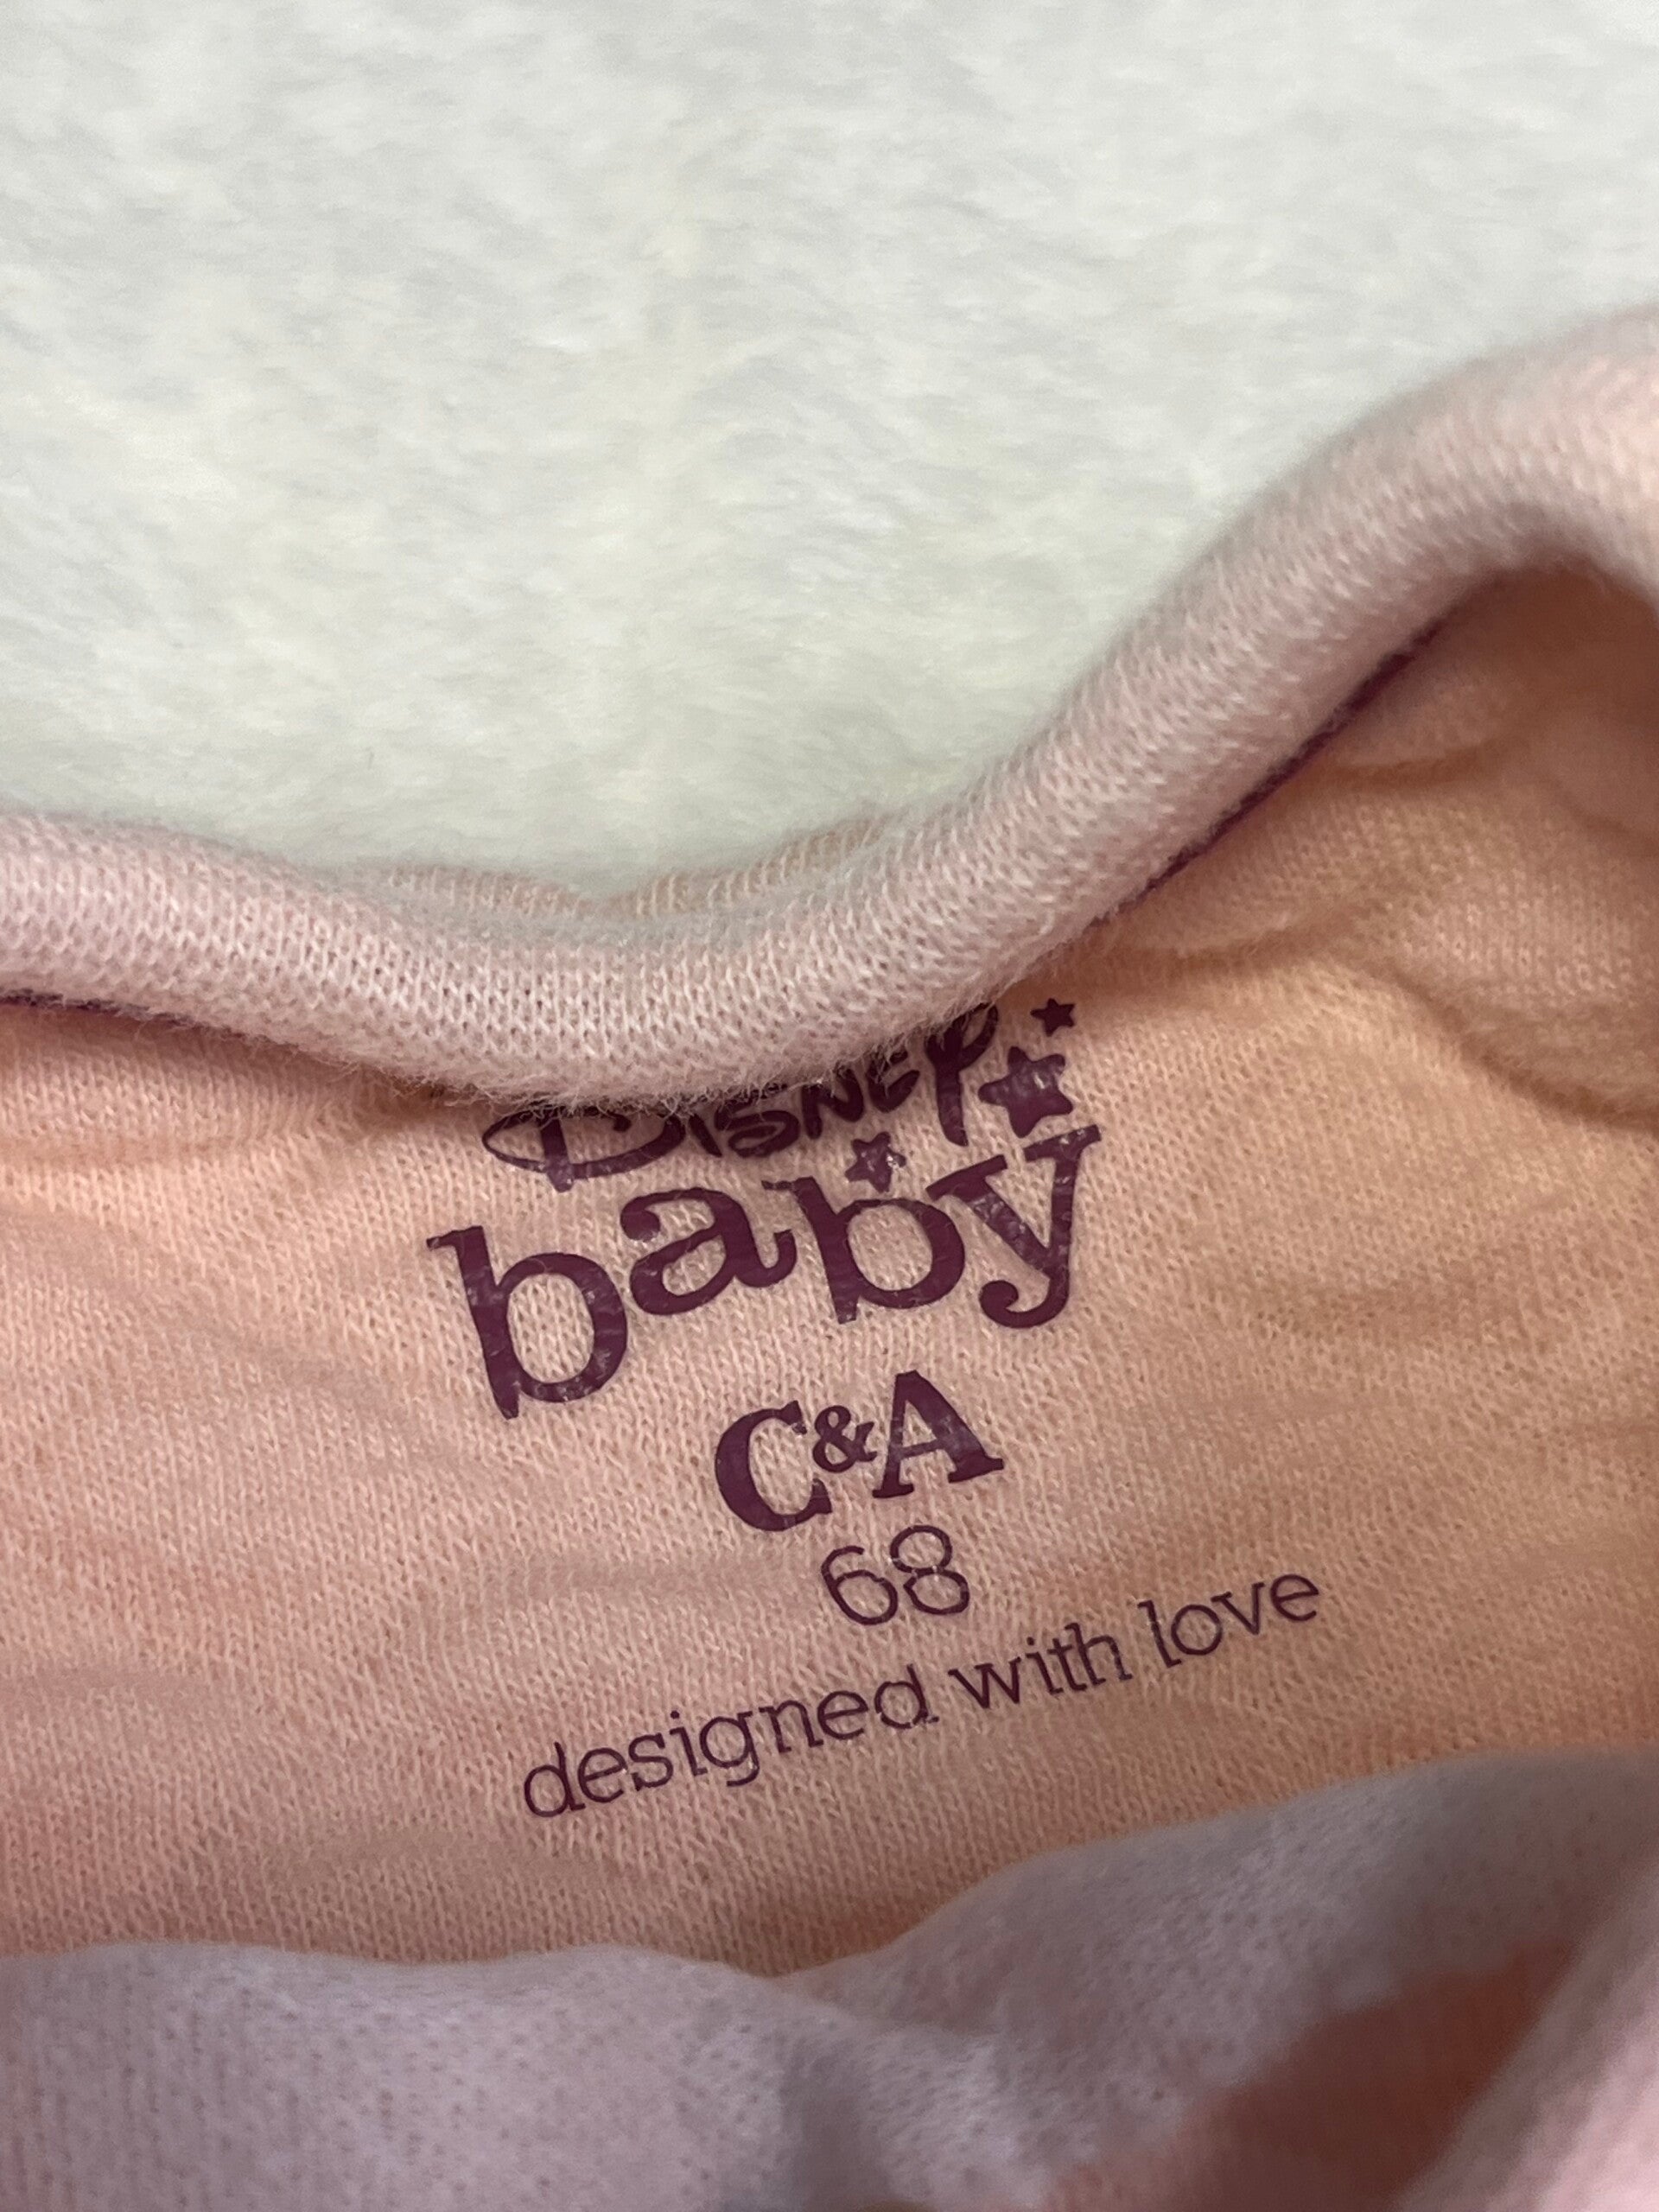 Disney
baby
C&A
68
designed with love